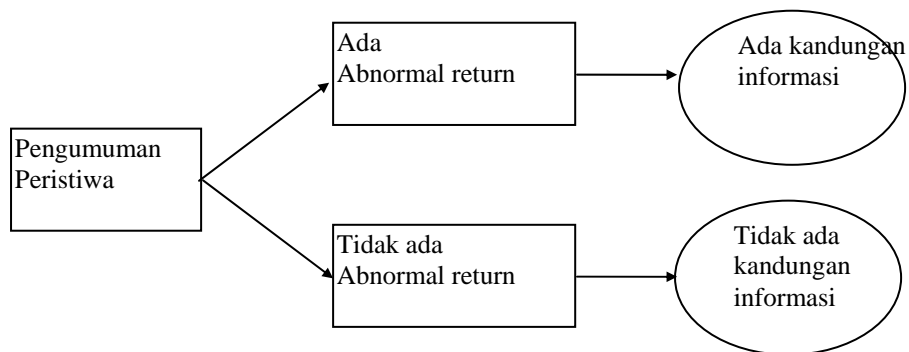 Pengumuman
Peristiwa
Ada
Abnormal return
Ada kandungan
informasi
Tidak ada
Abnormal return
Tidak ada
kandungan
informasi